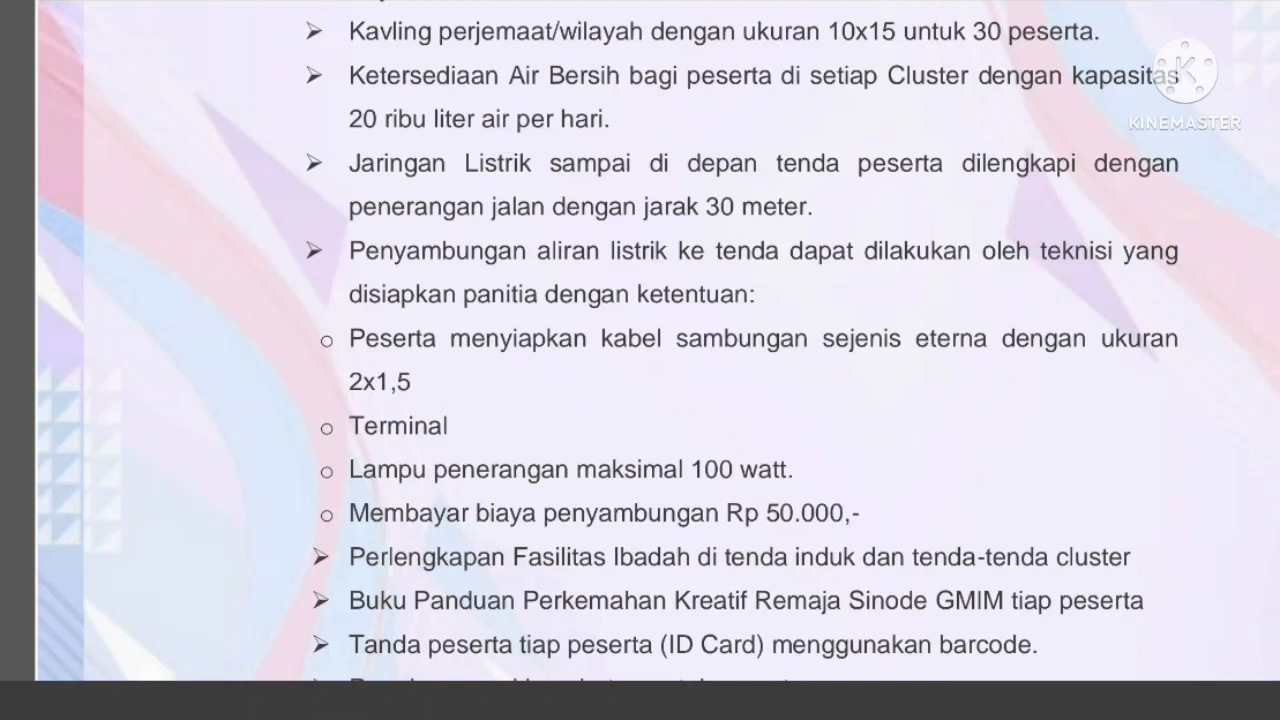 ➢ Kavling perjemaat/wilayah dengan ukuran 10x15 untuk 30 peserta.
➢ Ketersediaan Air Bersih bagi peserta di setiap Cluster dengan kapasitas
20 ribu liter air per hari.
➢ Jaringan Listrik sampai di depan tenda peserta dilengkapi dengan
penerangan jalan dengan jarak 30 meter.
➢ Penyambungan aliran listrik ke tenda dapat dilakukan oleh teknisi yang
disiapkan panitia dengan ketentuan:
o Peserta menyiapkan kabel sambungan sejenis eterna dengan ukuran
2x1,5
o Terminal
o Lampu penerangan maksimal 100 watt.
o Membayar biaya penyambungan Rp 50.000,-
➢ Perlengkapan Fasilitas Ibadah di tenda induk dan tenda-tenda cluster
➢ Buku Panduan Perkemahan Kreatif Remaja Sinode GMIM tiap peserta
➢ Tanda peserta tiap peserta (ID Card) menggunakan barcode.
K
KINEMASTER